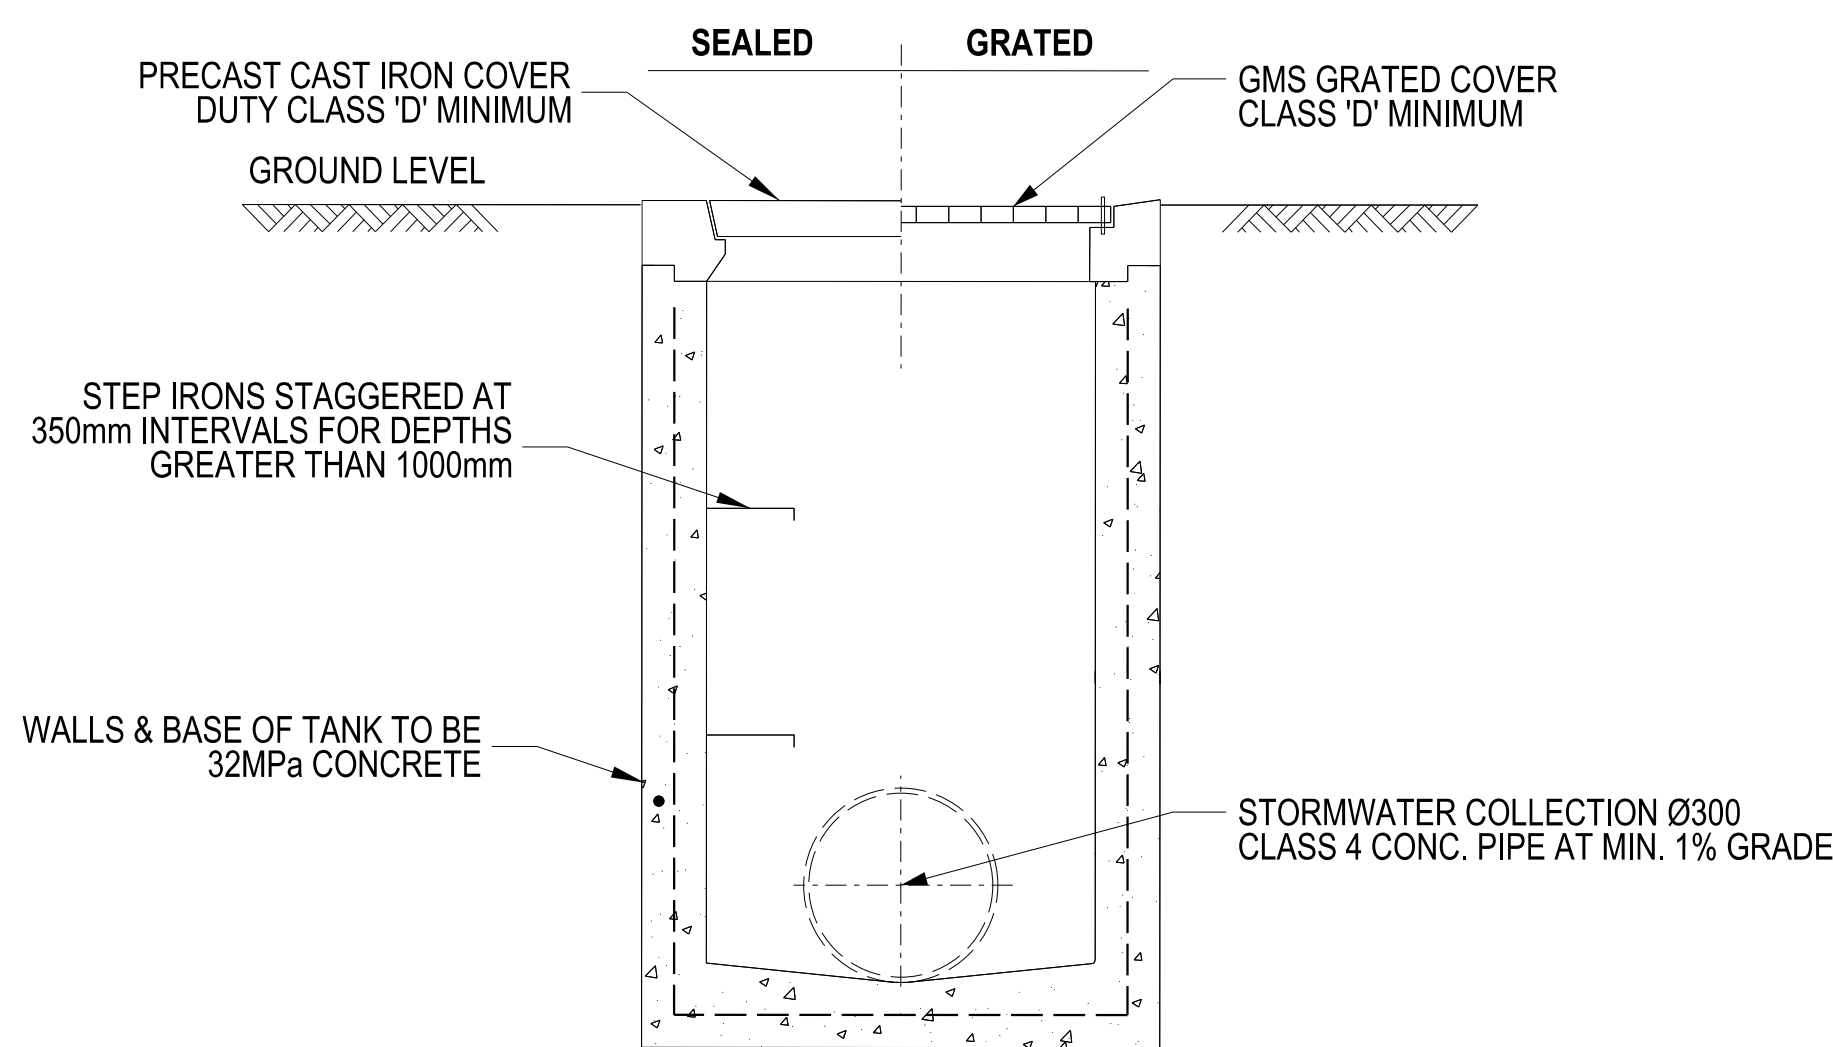 SEALED
GRATED
PRECAST CAST IRON COVER
DUTY CLASS 'D' MINIMUM
GMS GRATED COVER
CLASS 'D' MINIMUM
GROUND LEVEL
STEP IRONS STAGGERED AT
350mm INTERVALS FOR DEPTHS
GREATER THAN 1000mm
WALLS & BASE OF TANK TO BE
32MPa CONCRETE
STORMWATER COLLECTION Ø300
CLASS 4 CONC. PIPE AT MIN. 1% GRADE